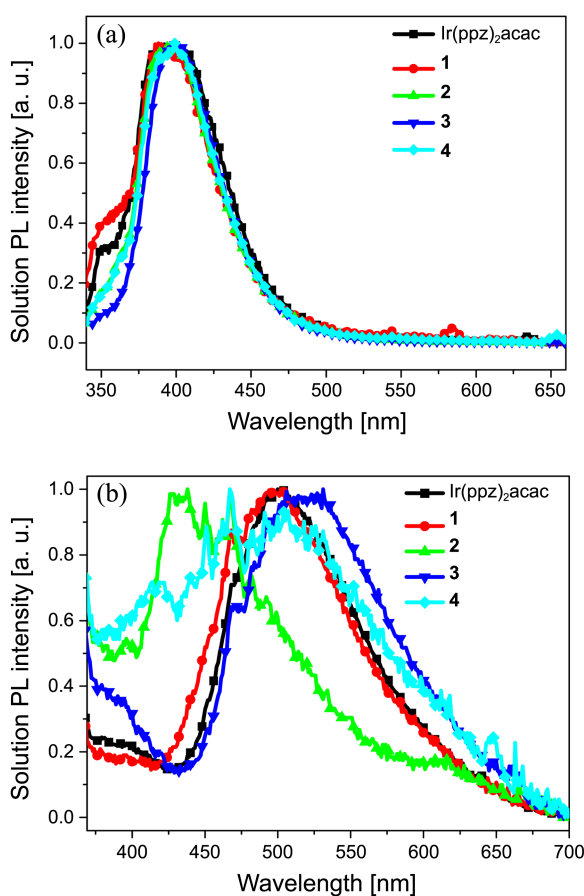 (a)
Ir(ppz)₂acac
1
2
3
4
Solution PL intensity [a. u.]
1.0
0.8
0.6
0.4
0.2
0.0
350 400 450 500 550 600 650
Wavelength [nm]
(b)
Ir(ppz)₂acac
1
2
3
4
Solution PL intensity [a. u.]
1.0
0.8
0.6
0.4
0.2
0.0
400 450 500 550 600 650 700
Wavelength [nm]